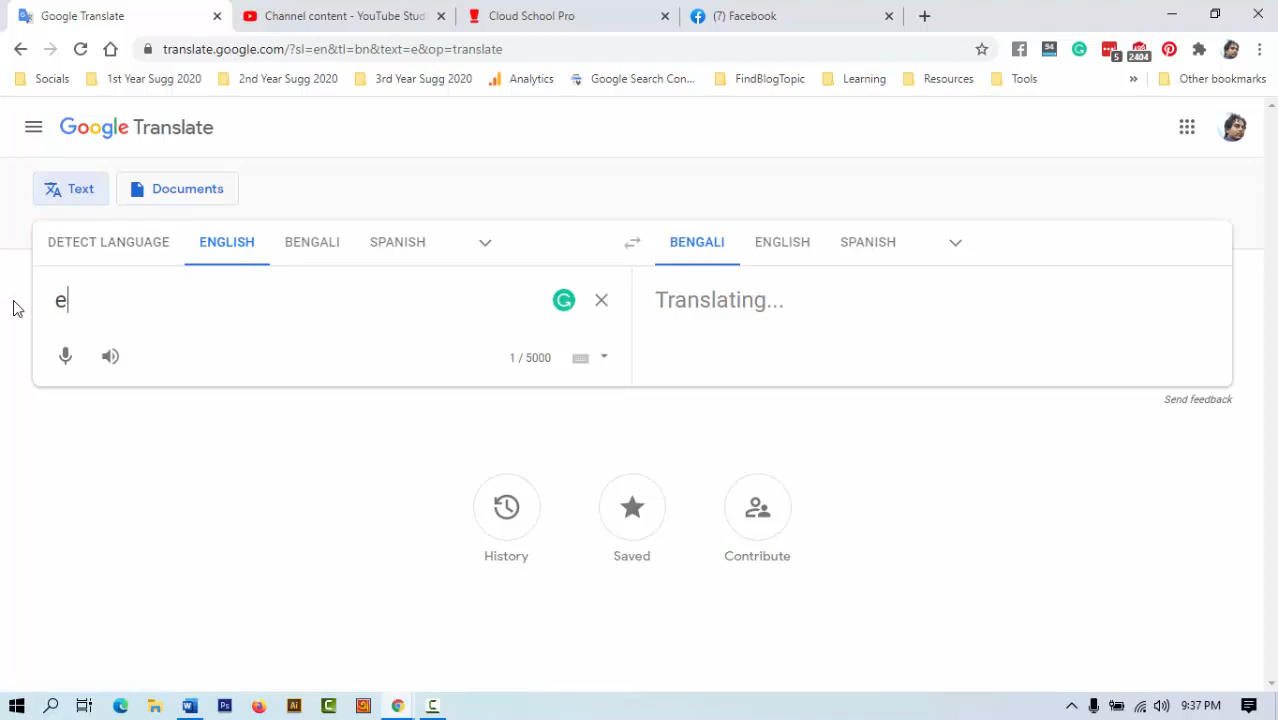 Google Translate
Channel content - YouTube Stud
Cloud School Pro
(7) Facebook
translate.google.com/?sl=en&tl=bn&text=e&op=translate
94
5
2404
Socials
1st Year Sugg 2020
2nd Year Sugg 2020
3rd Year Sugg 2020
Analytics
Google Search Con...
FindBlogTopic
Learning
Resources
Tools
»
Other bookmarks
Google Translate
Text
Documents
DETECT LANGUAGE
ENGLISH
BENGALI
SPANISH
BENGALI
ENGLISH
SPANISH
e
Translating...
1 / 5000
Send feedback
History
Saved
Contribute
9:37 PM